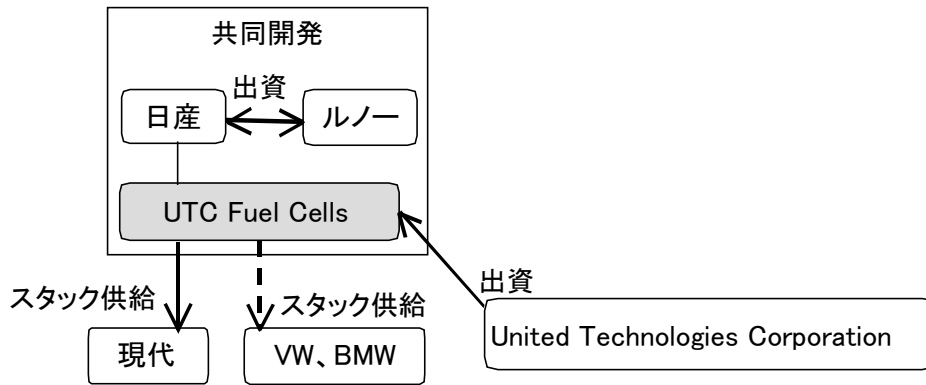 共同開発
出資
日産
ルノー
UTC Fuel Cells
出資
スタック供給
スタック供給
United Technologies Corporation
現代
VW、BMW